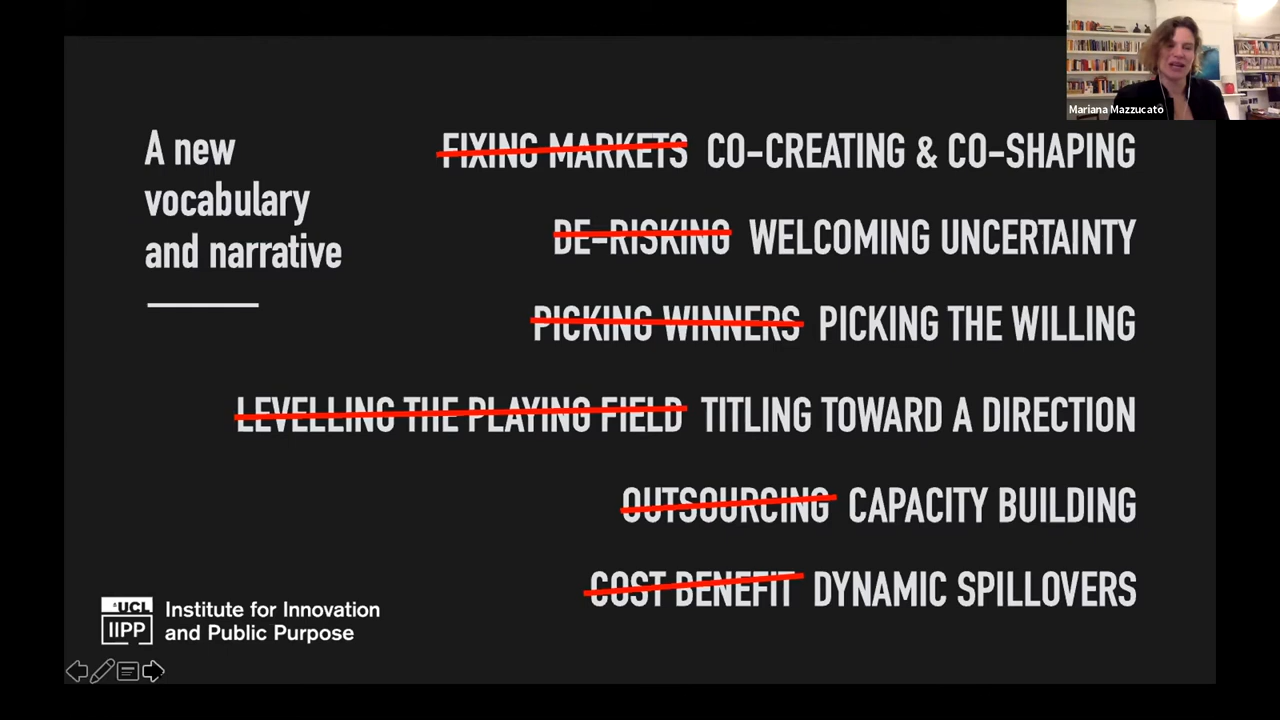 Mariana Mazzucato
A new
vocabulary
and narrative
FIXING MARKETS CO-CREATING & CO-SHAPING
DE-RISKING WELCOMING UNCERTAINTY
PICKING WINNERS PICKING THE WILLING
LEVELLING THE PLAYING FIELD TITLING TOWARD A DIRECTION
OUTSOURCING CAPACITY BUILDING
COST BENEFIT DYNAMIC SPILLOVERS
UCL
IIPP
Institute for Innovation
and Public Purpose